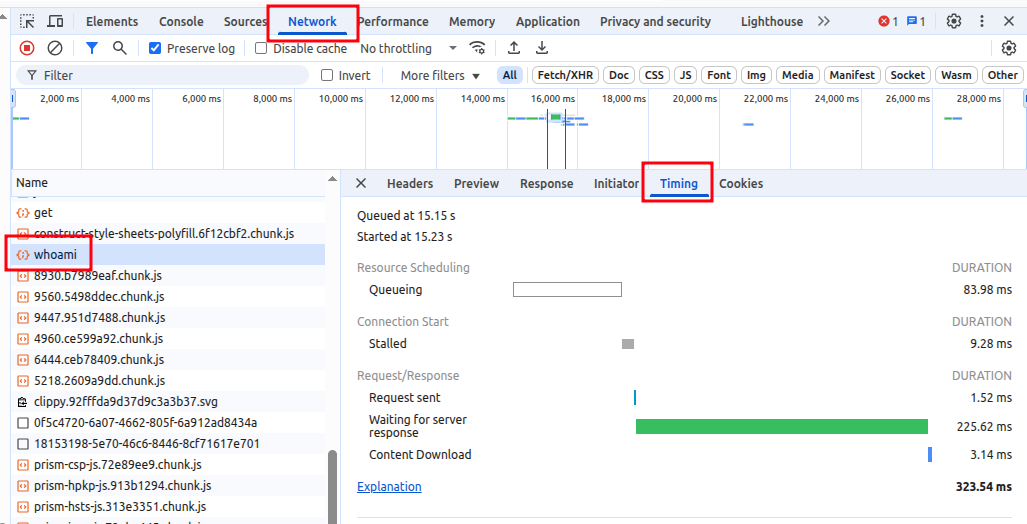 Elements Console Sources Network Performance Memory Application Privacy and security Lighthouse 1 1
Preserve log Disable cache No throttling
Filter Invert More filters All Fetch/XHR Doc CSS JS Font Img Media Manifest Socket Wasm Other
2,000 ms 4,000 ms 6,000 ms 8,000 ms 10,000 ms 12,000 ms 14,000 ms 16,000 ms 18,000 ms 20,000 ms 22,000 ms 24,000 ms 26,000 ms 28,000 ms
Name
get
construct-style-sheets-polyfill.6f12cbf2.chunk.js
whoami
8930.b7989eaf.chunk.js
9560.5498ddec.chunk.js
9447.951d7488.chunk.js
4960.ce599a92.chunk.js
6444.ceb78409.chunk.js
5218.2609a9dd.chunk.js
clippy.92fffda9d37d9c3a3b37.svg
0f5c4720-6a07-4662-805f-6a912ad8434a
18153198-5e70-46c6-8446-8cf71617e701
prism-csp-js.72e89ee9.chunk.js
prism-hpkp-js.913b1294.chunk.js
prism-hsts-js.313e3351.chunk.js
Headers Preview Response Initiator Timing Cookies
Queued at 15.15 s
Started at 15.23 s
Resource Scheduling DURATION
Queueing 83.98 ms
Connection Start DURATION
Stalled 9.28 ms
Request/Response DURATION
Request sent 1.52 ms
Waiting for server
response 225.62 ms
Content Download 3.14 ms
Explanation 323.54 ms